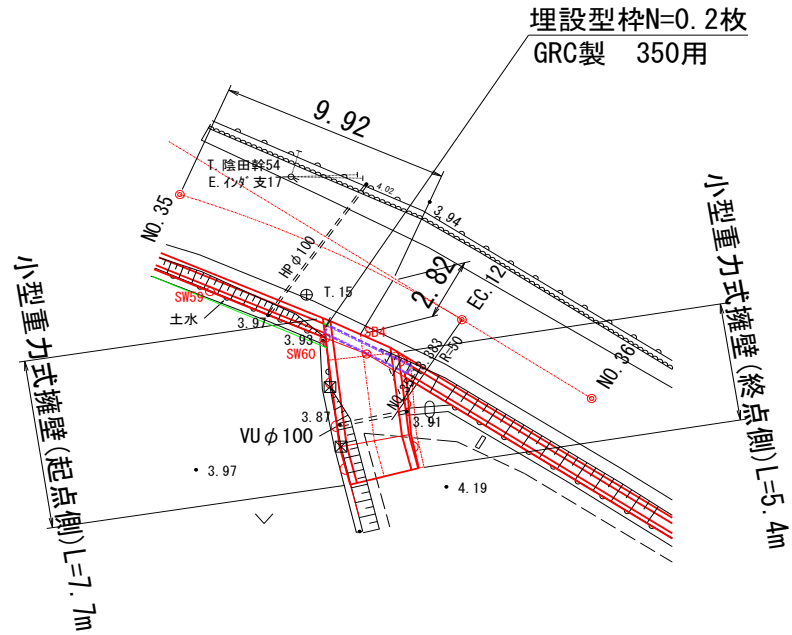 埋設型枠N=0.2枚
GRC製 350用
9.92
T.陰田幹54
E.インダ支17
4.02
3.94
NO.35
HPφ100
小型重力式擁壁(起点側)L=7.7m
小型重力式擁壁(終点側)L=5.4m
2.82
EC.12
SW59
T.15
土水
3.97
3.93
SB4
SW60
R=50
NO.36
3.87
3.91
VUφ100
3.97
4.19